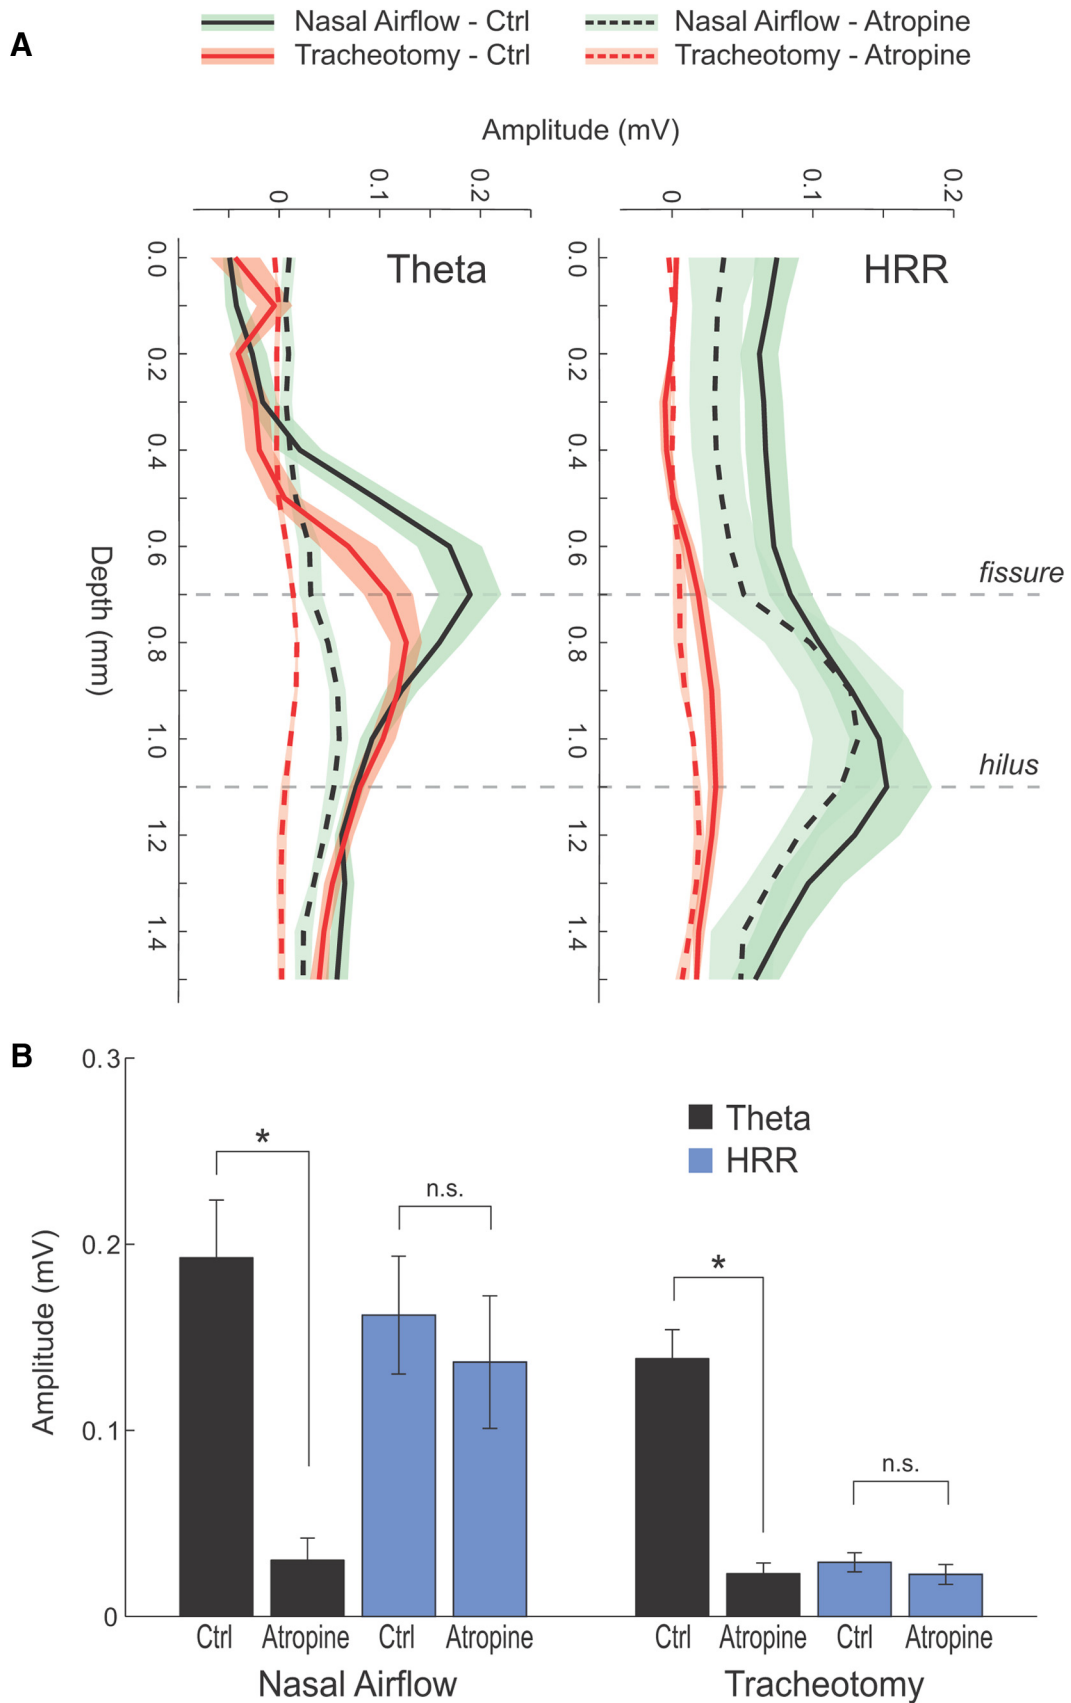 A
Nasal Airflow - Ctrl
Nasal Airflow - Atropine
Tracheotomy - Ctrl
Tracheotomy - Atropine
Amplitude (mV)
0
0.1
0.2
0
0.1
0.2
Theta
HRR
0.0
0.2
0.4
0.6
0.8
1.0
1.2
1.4
Depth (mm)
0.0
0.2
0.4
0.6
0.8
1.0
1.2
1.4
fissure
hilus
B
0.3
0.2
0.1
0
Amplitude (mV)
Theta
HRR
*
n.s.
*
n.s.
Ctrl
Atropine
Ctrl
Atropine
Ctrl
Atropine
Ctrl
Atropine
Nasal Airflow
Tracheotomy